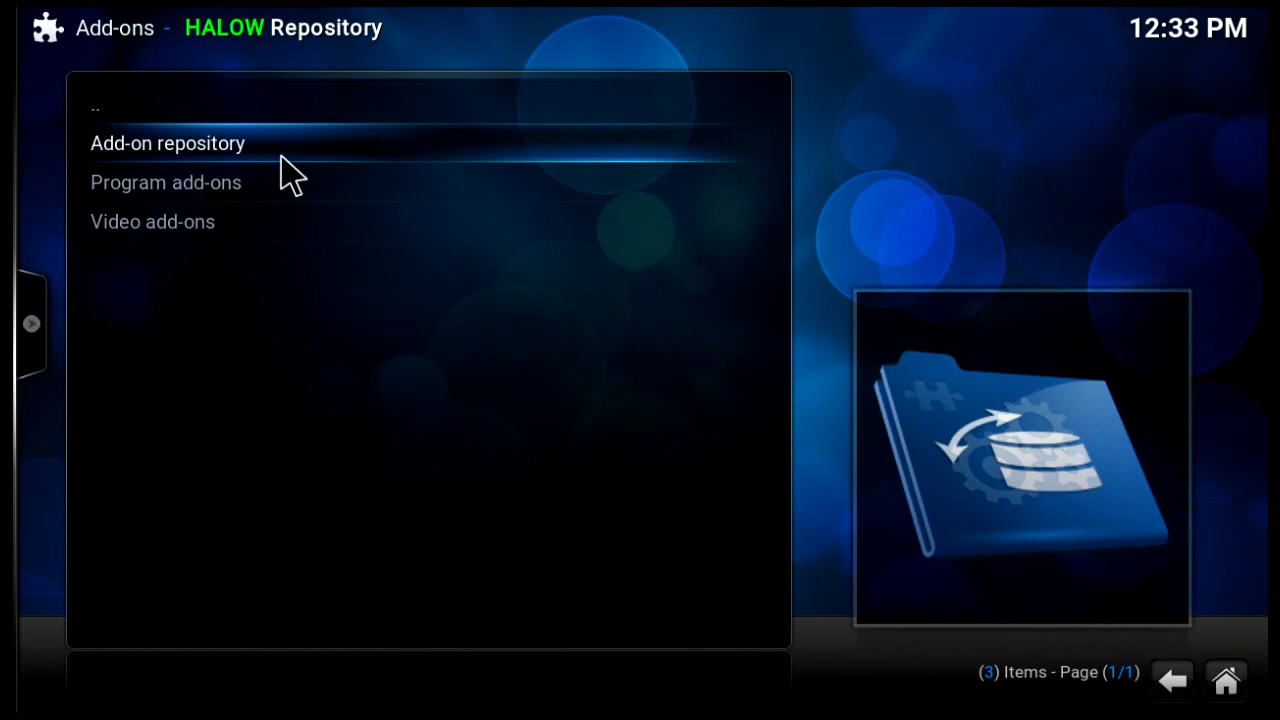 Add-ons - HALOW Repository
12:33 PM
..
Add-on repository
Program add-ons
Video add-ons
(3) Items - Page (1/1)